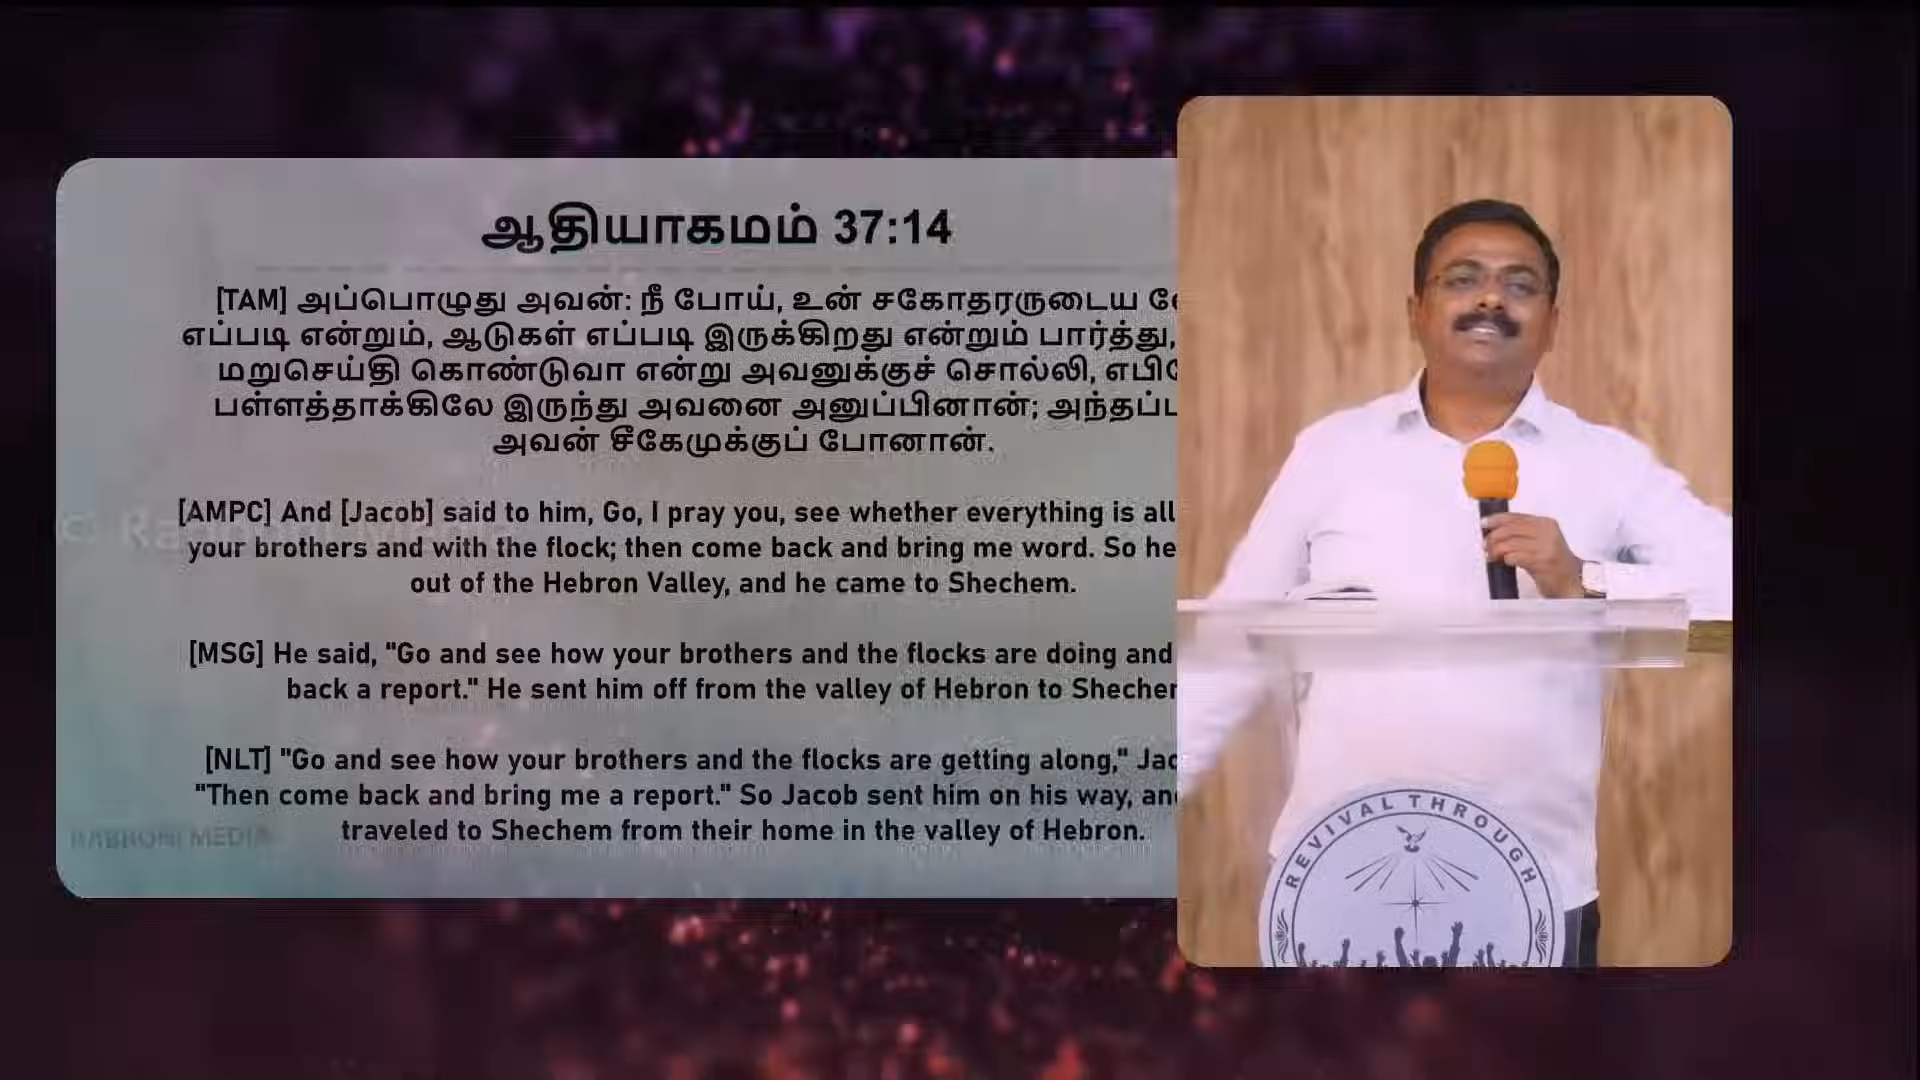 ஆதியாகமம் 37:14
[TAM] அப்பொழுது அவன்: நீ போய், உன் சகோதரருடைய
எப்படி என்றும், ஆடுகள் எப்படி இருக்கிறது என்றும் பார்த்து,
மறுசெய்தி கொண்டுவா என்று அவனுக்குச் சொல்லி,
பள்ளத்தாக்கிலே இருந்து அவனை அனுப்பினான்;
அவன் சீகேமுக்குப் போனான்.
[AMPC] And [Jacob] said to him, Go, I pray you, see whether everything is all
your brothers and with the flock; then come back and bring me word. So he
out of the Hebron Valley, and he came to Shechem.
[MSG] He said, "Go and see how your brothers and the flocks are doing and
back a report." He sent him off from the valley of Hebron to
[NLT] "Go and see how your brothers and the flocks are getting along,"
"Then come back and bring me a report." So Jacob sent him on his way,
traveled to Shechem from their home in the valley of Hebron.
RABBONI MEDIA
REVIVAL THROUGH